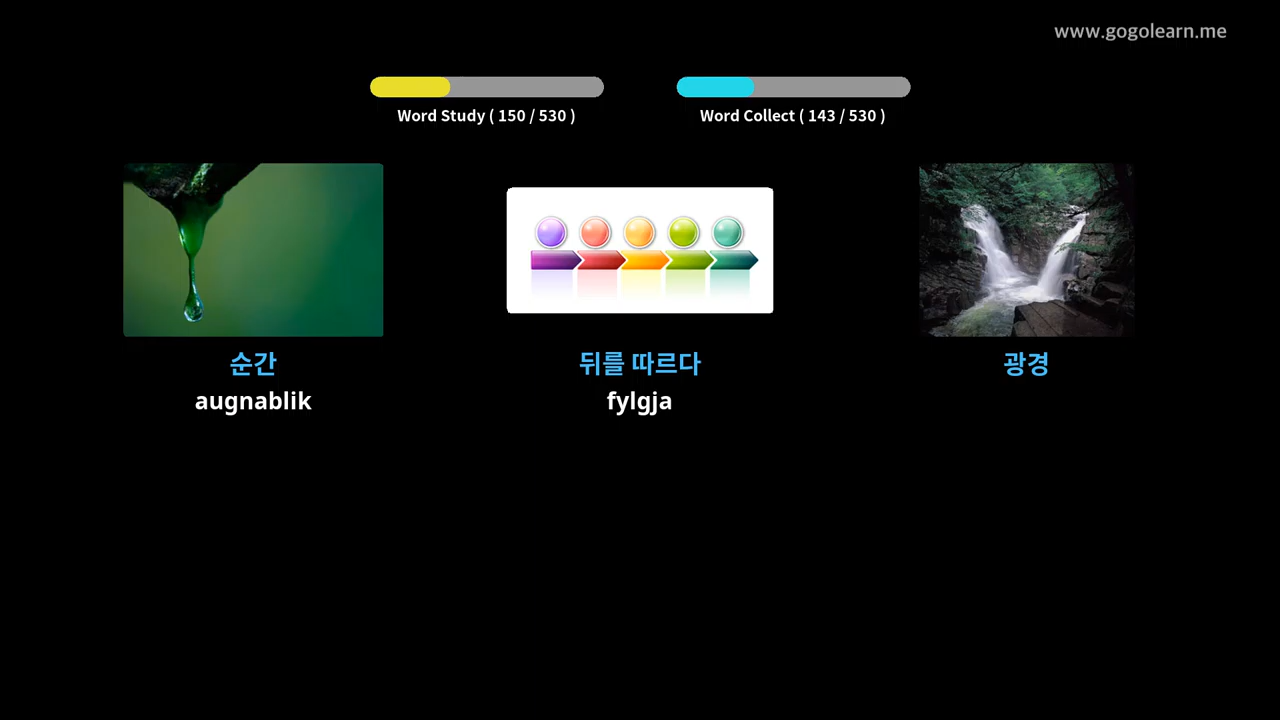 www.gogolearn.me
Word Study ( 150 / 530 )
Word Collect ( 143 / 530 )
순간
augnablik
뒤를 따르다
fylgja
광경